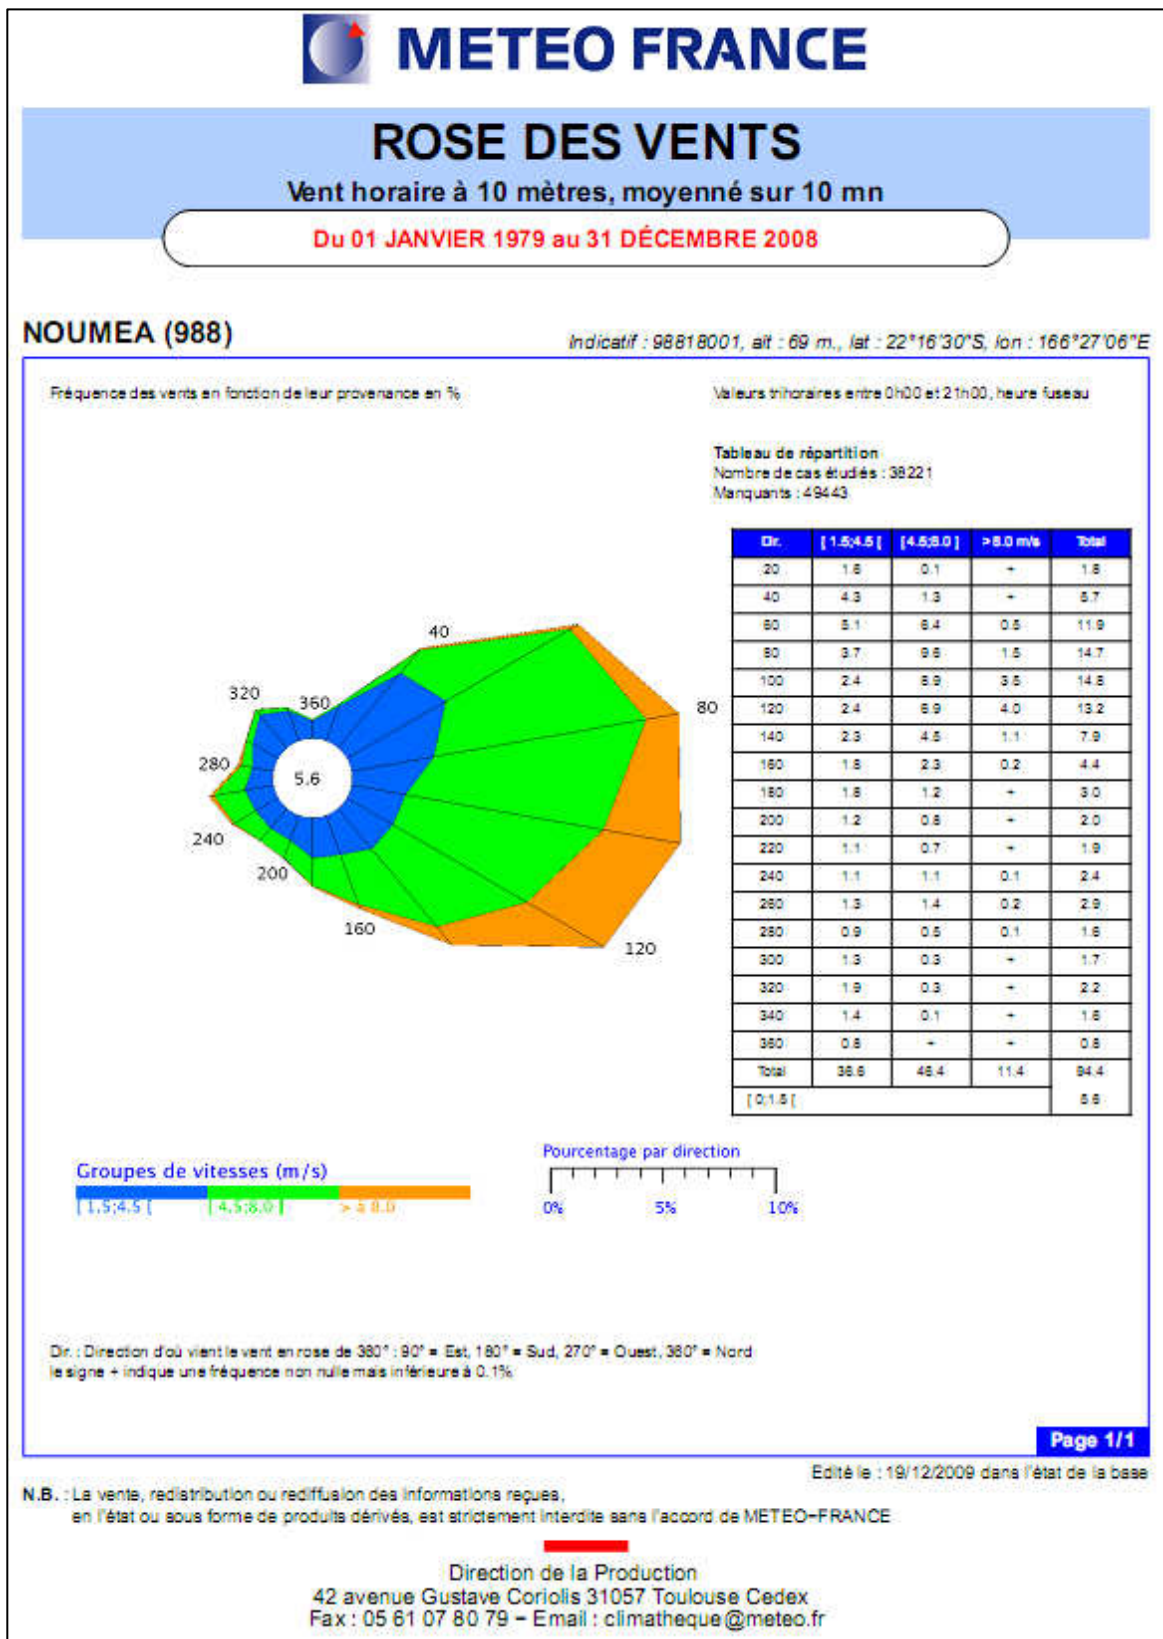 METEO FRANCE
ROSE DES VENTS
Vent horaire à 10 mètres, moyenné sur 10 mn
Du 01 JANVIER 1979 au 31 DÉCEMBRE 2008
NOUMEA (988)
Indicatif : 98818001, alt : 69 m., lat : 22°16'30"S, lon : 166°27'06"E
Fréquence des vents en fonction de leur provenance en %
Valeurs trihoraires entre 0h00 et 21h00, heure fuseau
Tableau de répartition
Nombre de cas étudiés : 38221
Manquants : 49443
Dir. [ 1.5;4.5 [ [4.5;8.0 ] > 8.0 m/s Total
20 1.6 0.1 + 1.8
40 4.3 1.3 + 5.7
60 5.1 6.4 0.5 11.9
80 3.7 9.6 1.5 14.7
100 2.4 8.9 3.5 14.8
120 2.4 6.9 4.0 13.2
140 2.3 4.5 1.1 7.9
160 1.8 2.3 0.2 4.4
180 1.8 1.2 + 3.0
200 1.2 0.8 + 2.0
220 1.1 0.7 + 1.9
240 1.1 1.1 0.1 2.4
260 1.3 1.4 0.2 2.9
280 0.9 0.5 0.1 1.6
300 1.3 0.3 + 1.7
320 1.9 0.3 + 2.2
340 1.4 0.1 + 1.6
360 0.8 + + 0.8
Total 36.6 46.4 11.4 94.4
[ 0;1.5 [ 5.6
40
320
360
80
280
5.6
240
200
160
120
Groupes de vitesses (m/s)
[ 1.5;4.5 [ [ 4.5;8.0 ] > à 8.0
Pourcentage par direction
0% 5% 10%
Dir. : Direction d'où vient le vent en rose de 360° : 90° = Est, 180° = Sud, 270° = Ouest, 360° = Nord
le signe + indique une fréquence non nulle mais inférieure à 0.1%
Page 1/1
Edité le : 19/12/2009 dans l'état de la base
N.B. : La vente, redistribution ou rediffusion des informations reçues,
en l'état ou sous forme de produits dérivés, est strictement interdite sans l'accord de METEO-FRANCE
Direction de la Production
42 avenue Gustave Coriolis 31057 Toulouse Cedex
Fax : 05 61 07 80 79 – Email : climatheque@meteo.fr